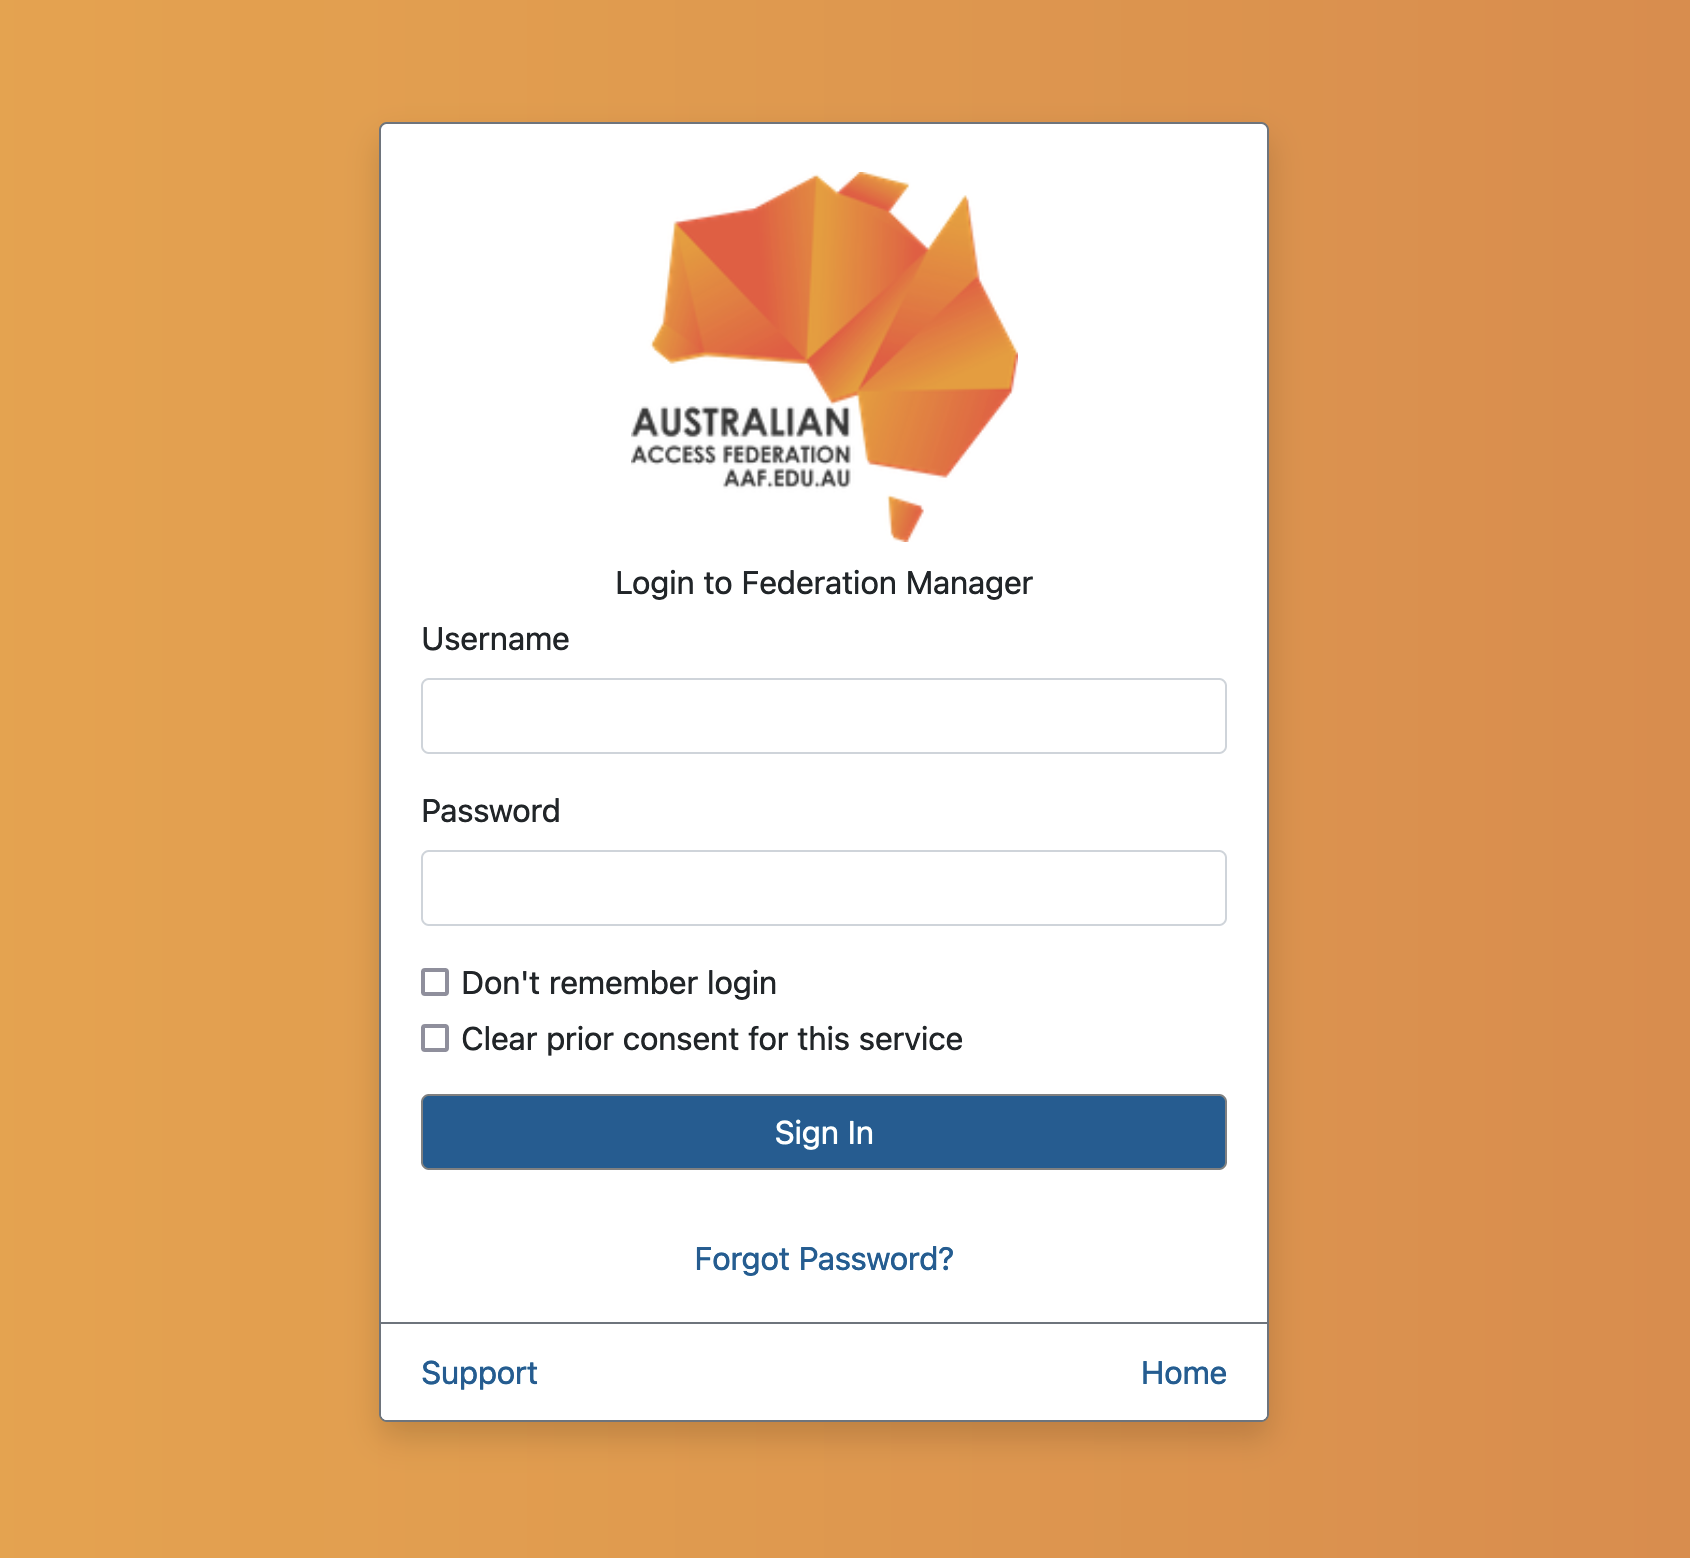 AUSTRALIAN
ACCESS FEDERATION
AAF.EDU.AU
Login to Federation Manager
Username
Password
Don't remember login
Clear prior consent for this service
Sign In
Forgot Password?
Support
Home